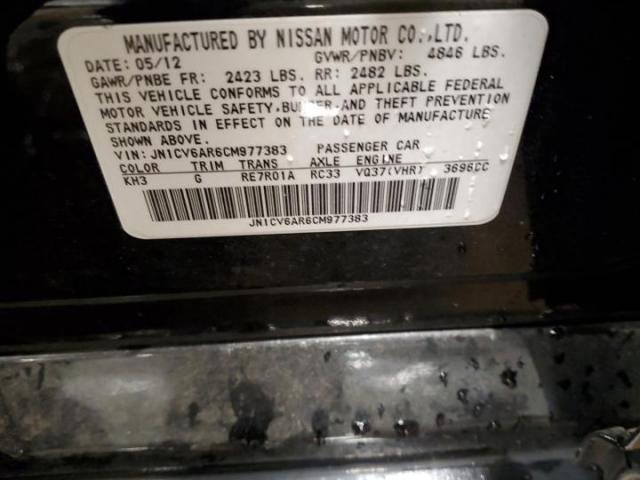 MANUFACTURED BY NISSAN MOTOR CO.,LTD.
DATE: 05/12 GVWR/PNBV: 4846 LBS.
GAWR/PNBE FR: 2423 LBS. RR: 2482 LBS.
THIS VEHICLE CONFORMS TO ALL APPLICABLE FEDERAL
MOTOR VEHICLE SAFETY, BUMPER, AND THEFT PREVENTION
STANDARDS IN EFFECT ON THE DATE OF MANUFACTURE
SHOWN ABOVE.
VIN: JN1CV6AR6CM977383 PASSENGER CAR
COLOR TRIM TRANS AXLE ENGINE
KH3 G RE7R01A RC33 VQ37(VHR) 3696CC
JN1CV6AR6CM977383